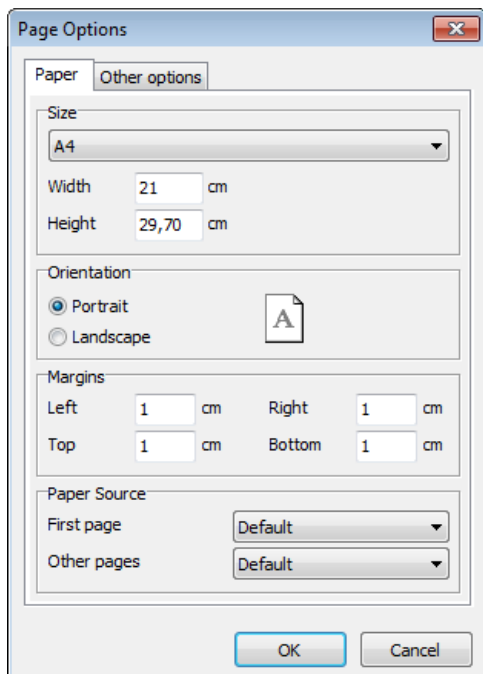 Page Options
Paper Other options
Size
A4
Width 21 cm
Height 29,70 cm
Orientation
Portrait
A
Landscape
Margins
Left 1 cm Right 1 cm
Top 1 cm Bottom 1 cm
Paper Source
First page Default
Other pages Default
OK Cancel